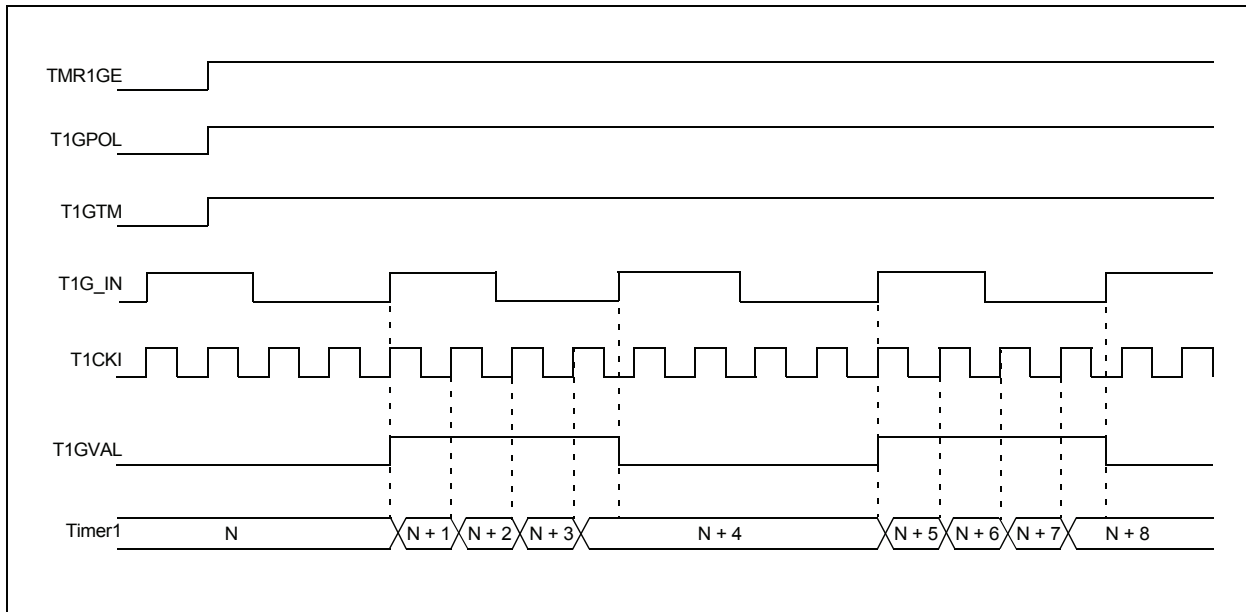 TMR1GE
T1GPOL
T1GTM
T1G_IN
T1CKI
T1GVAL
Timer1 N N + 1 N + 2 N + 3 N + 4 N + 5 N + 6 N + 7 N + 8